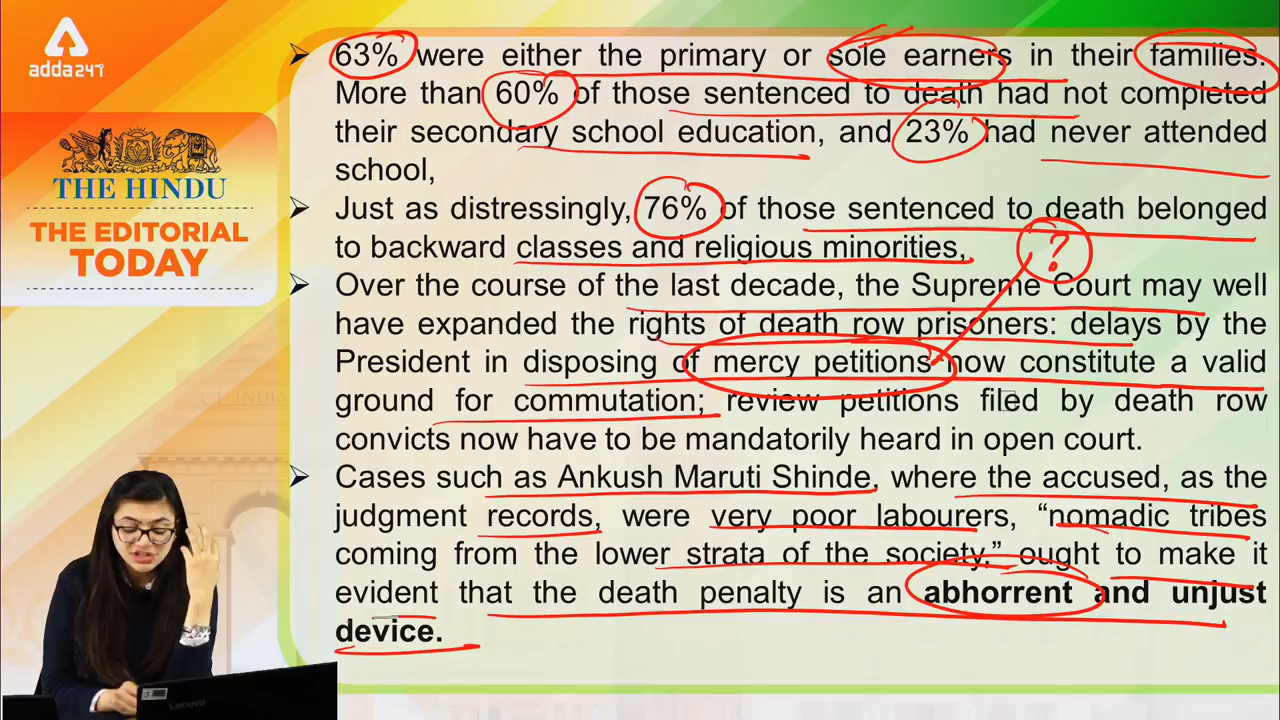 adda247
THE HINDU
THE EDITORIAL
TODAY
➢ 63% were either the primary or sole earners in their families.
More than 60% of those sentenced to death had not completed
their secondary school education, and 23% had never attended
school,
➢ Just as distressingly, 76% of those sentenced to death belonged
to backward classes and religious minorities,
?
➢ Over the course of the last decade, the Supreme Court may well
have expanded the rights of death row prisoners: delays by the
President in disposing of mercy petitions now constitute a valid
ground for commutation; review petitions filed by death row
convicts now have to be mandatorily heard in open court.
➢ Cases such as Ankush Maruti Shinde, where the accused, as the
judgment records, were very poor labourers, “nomadic tribes
coming from the lower strata of the society,” ought to make it
evident that the death penalty is an abhorrent and unjust
device.
Lenovo